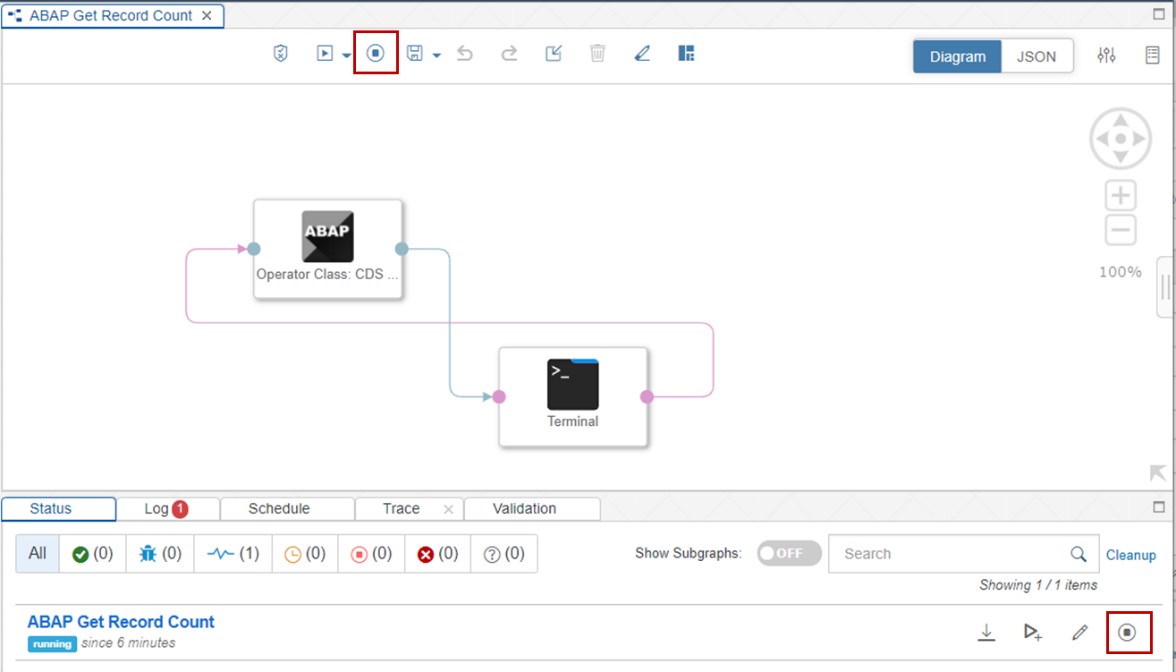 ABAP Get Record Count
Diagram JSON
100%
ABAP
Operator Class: CDS ...
>_
Terminal
Status Log 1 Schedule Trace Validation
All (0) (0) (1) (0) (0) (0) (0) Show Subgraphs: OFF Search Cleanup
Showing 1 / 1 items
ABAP Get Record Count
running since 6 minutes